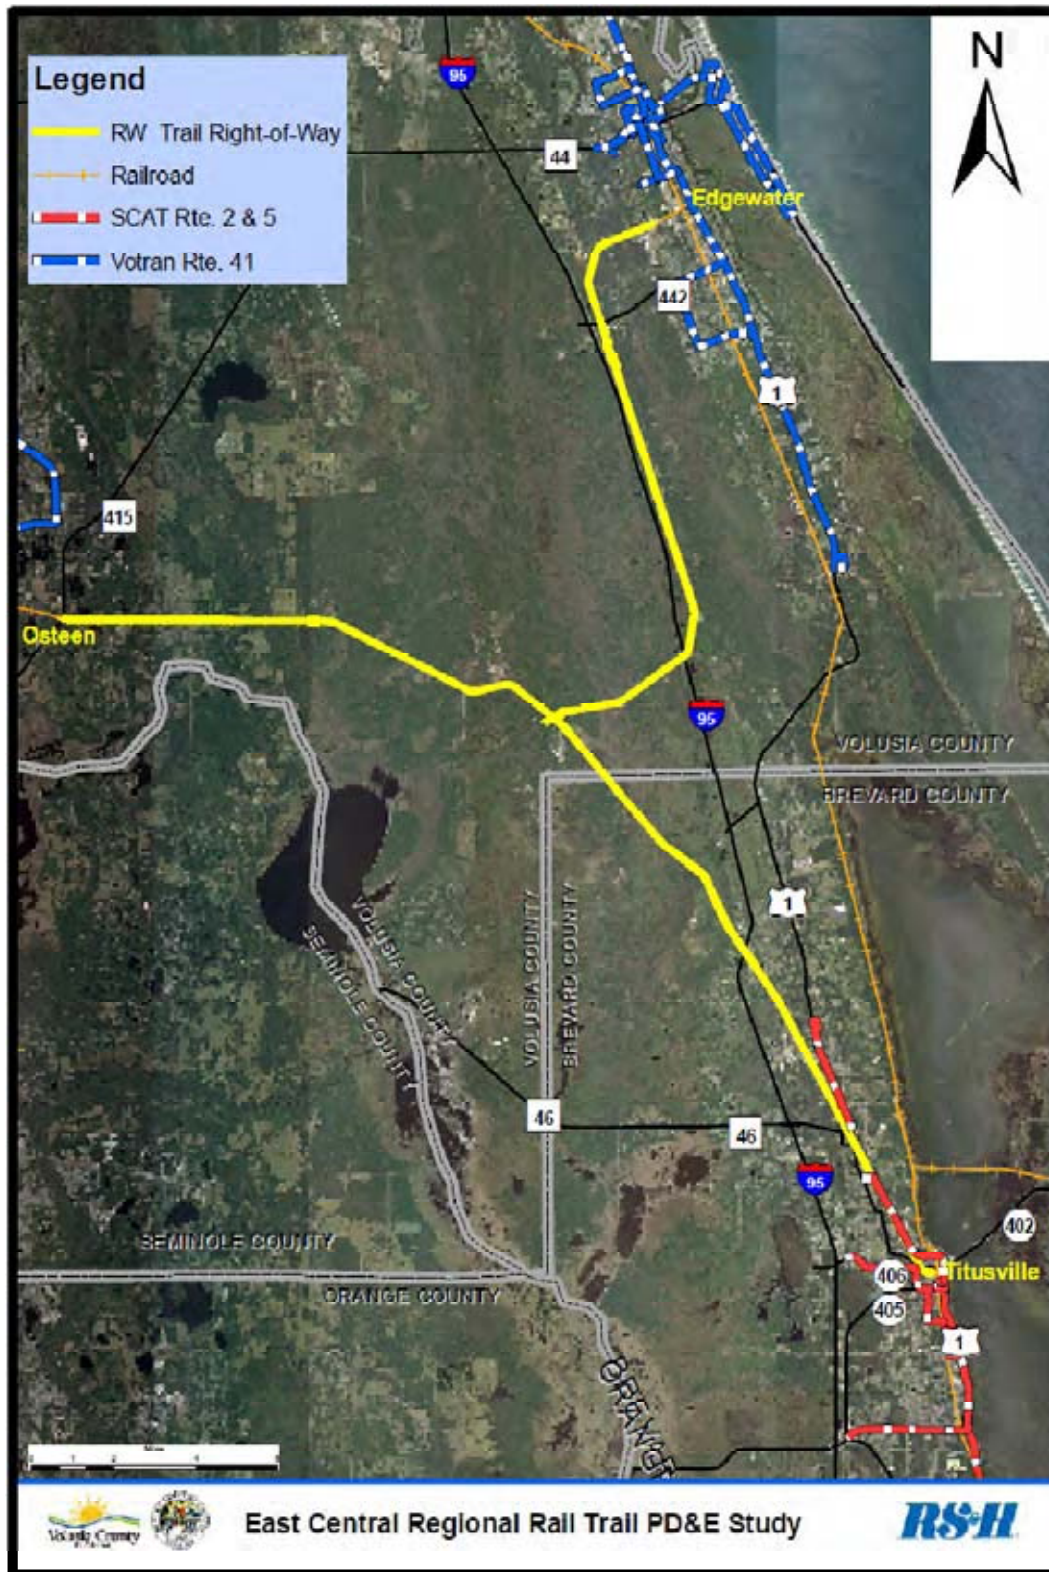 N
Legend
RW Trail Right-of-Way
Railroad
SCAT Rte. 2 & 5
Votran Rte. 41
95
44
Edgewater
442
1
415
Osteen
95
VOLUSIA COUNTY
BREVARD COUNTY
1
VOLUSIA COUNTY
SEMINOLE COUNTY
VOLUSIA COUNTY
BREVARD COUNTY
46
46
95
402
SEMINOLE COUNTY
ORANGE COUNTY
406
Titusville
405
1
East Central Regional Rail Trail PD&E Study
Volusia County
RS&H